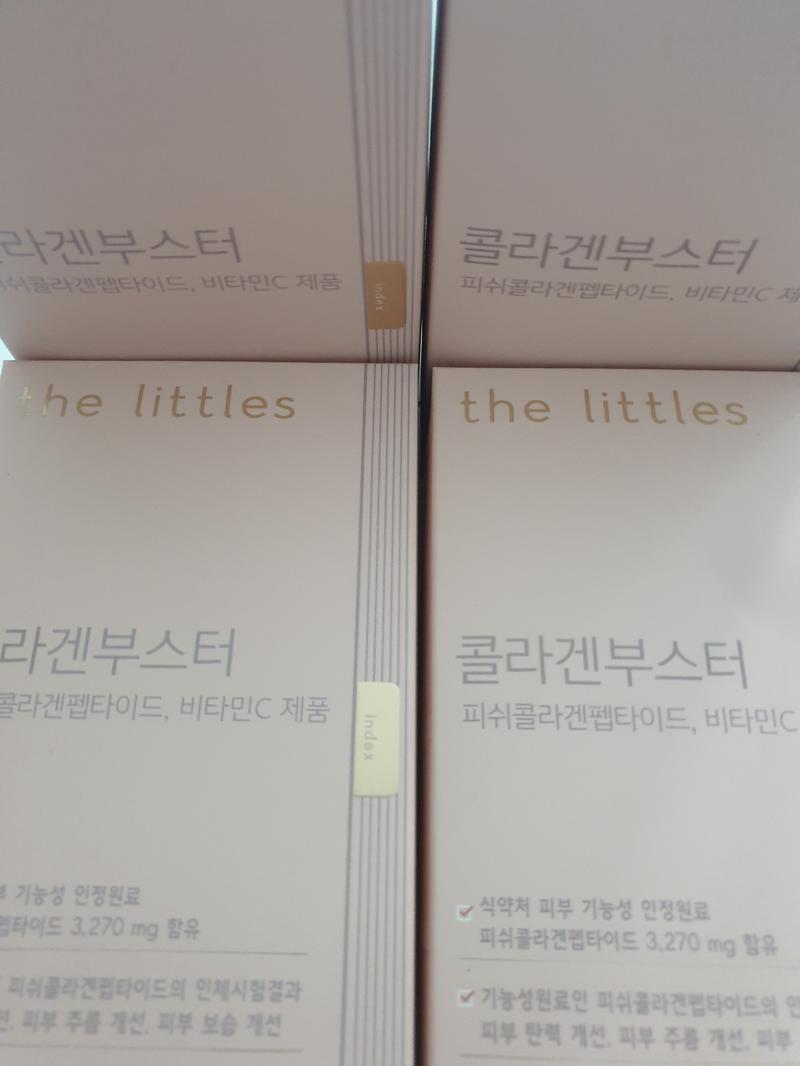 라겐부스터
쉬콜라겐펩타이드, 비타민C 제품
index
콜라겐부스터
피쉬콜라겐펩타이드, 비타민C
the littles
라겐부스터
콜라겐펩타이드, 비타민C 제품
index
기능성 인정원료
펩타이드 3,270 mg 함유
피쉬콜라겐펩타이드의 인체시험결과
피부 주름 개선, 피부 보습 개선
the littles
콜라겐부스터
피쉬콜라겐펩타이드, 비타민C
식약처 피부 기능성 인정원료
피쉬콜라겐펩타이드 3,270 mg 함유
기능성원료인 피쉬콜라겐펩타이드의
피부 탄력 개선, 피부 주름 개선, 피부